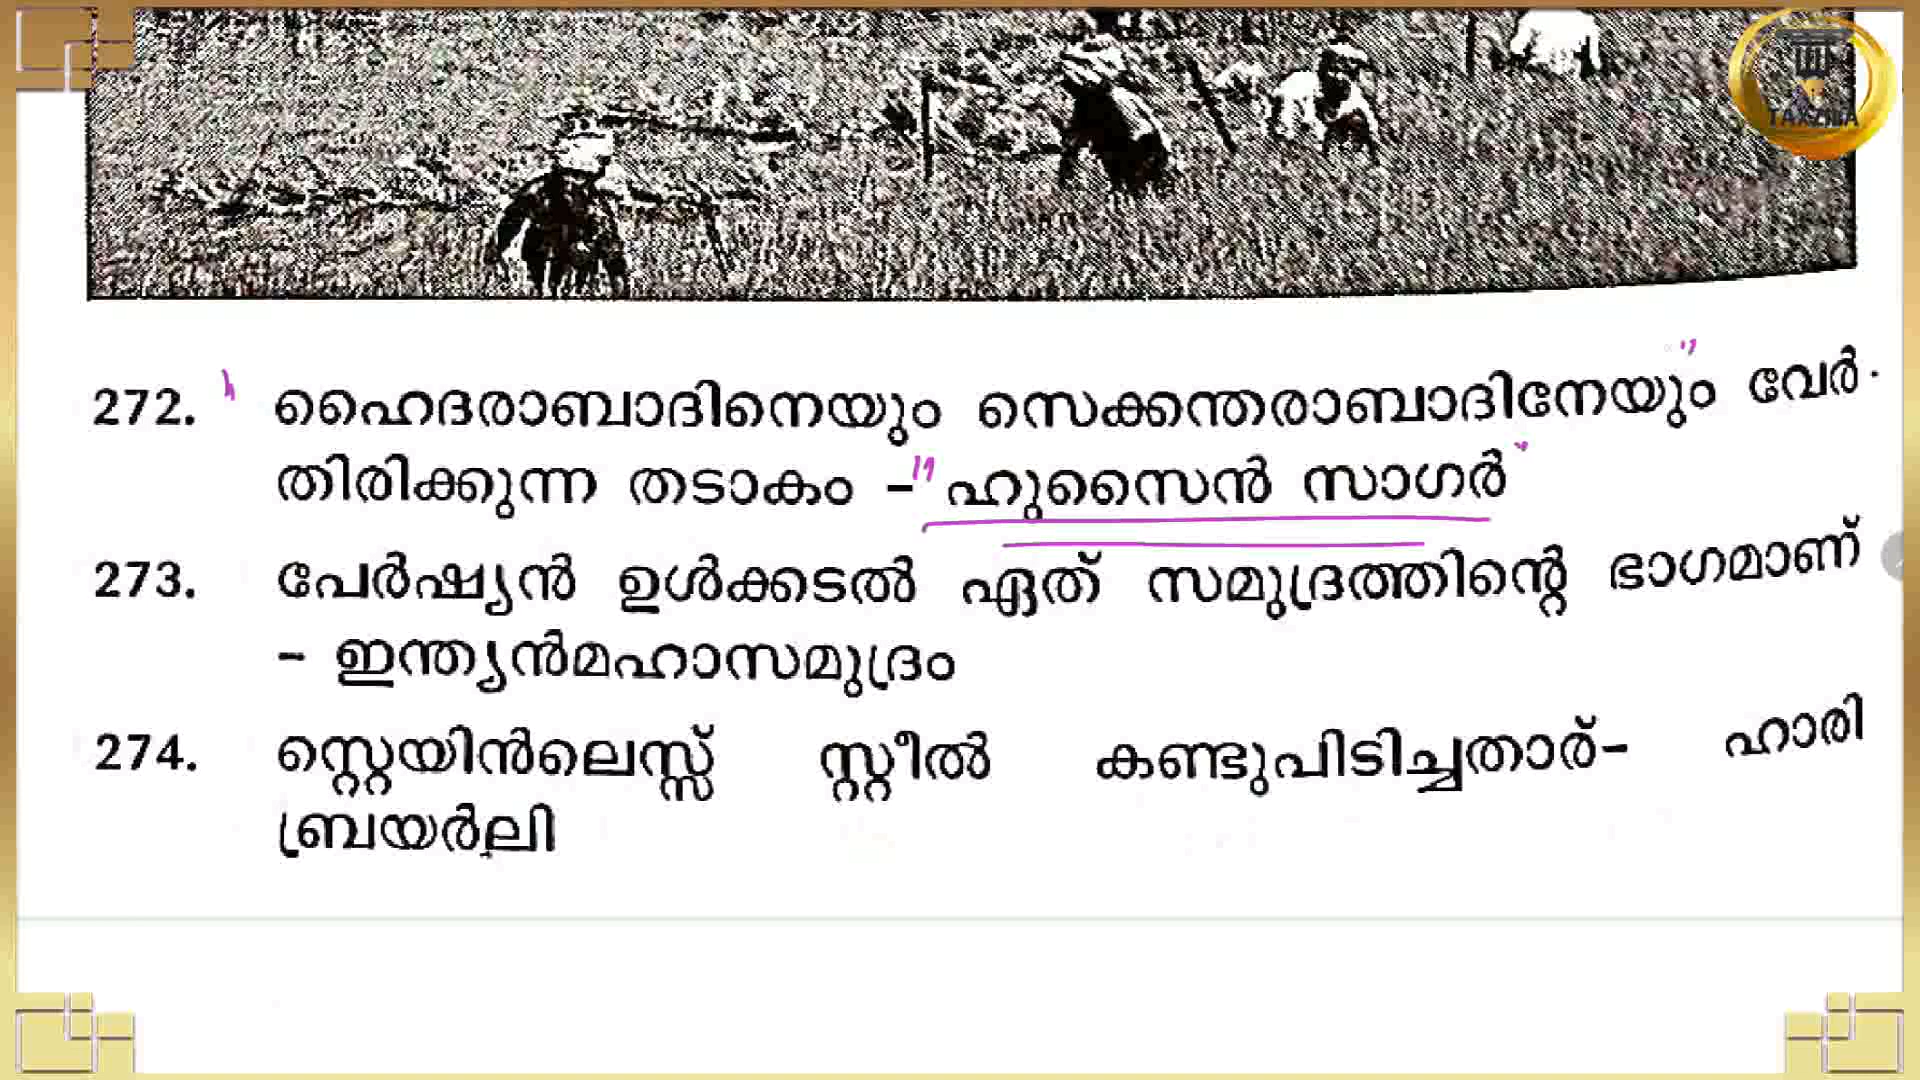 TAXZHIA
272. ഹൈദരാബാദിനെയും സെക്കന്തരാബാദിനേയും വേർ
തിരിക്കുന്ന തടാകം – ഹുസൈൻ സാഗർ
273. പേർഷ്യൻ ഉൾക്കടൽ ഏത് സമുദ്രത്തിന്റെ ഭാഗമാണ്
– ഇന്ത്യൻമഹാസമുദ്രം
274. സ്റ്റെയിൻലെസ്സ് സ്റ്റീൽ കണ്ടുപിടിച്ചതാര്– ഹാരി
ബ്രയർലി